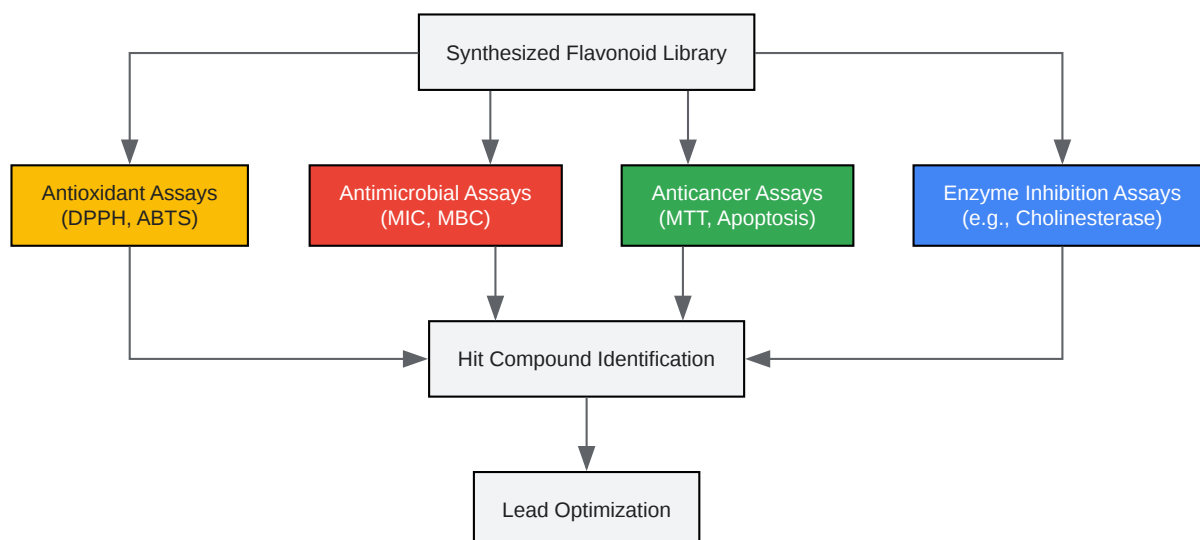 Synthesized Flavonoid Library
Antioxidant Assays
(DPPH, ABTS)
Antimicrobial Assays
(MIC, MBC)
Anticancer Assays
(MTT, Apoptosis)
Enzyme Inhibition Assays
(e.g., Cholinesterase)
Hit Compound Identification
Lead Optimization